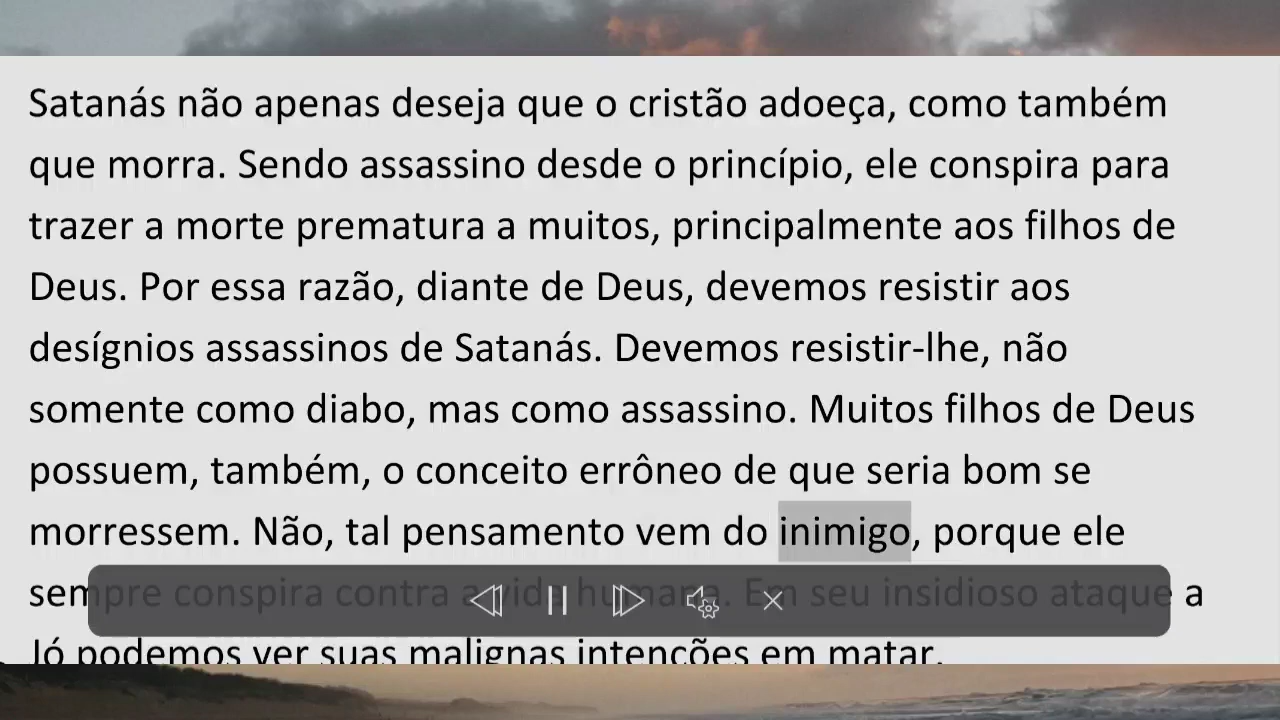 Satanás não apenas deseja que o cristão adoeça, como também
que morra. Sendo assassino desde o princípio, ele conspira para
trazer a morte prematura a muitos, principalmente aos filhos de
Deus. Por essa razão, diante de Deus, devemos resistir aos
desígnios assassinos de Satanás. Devemos resistir-lhe, não
somente como diabo, mas como assassino. Muitos filhos de Deus
possuem, também, o conceito errôneo de que seria bom se
morressem. Não, tal pensamento vem do inimigo, porque ele
sempre conspira contra a vida humana. Em seu insidioso ataque a
Jó podemos ver suas malignas intenções em matar.